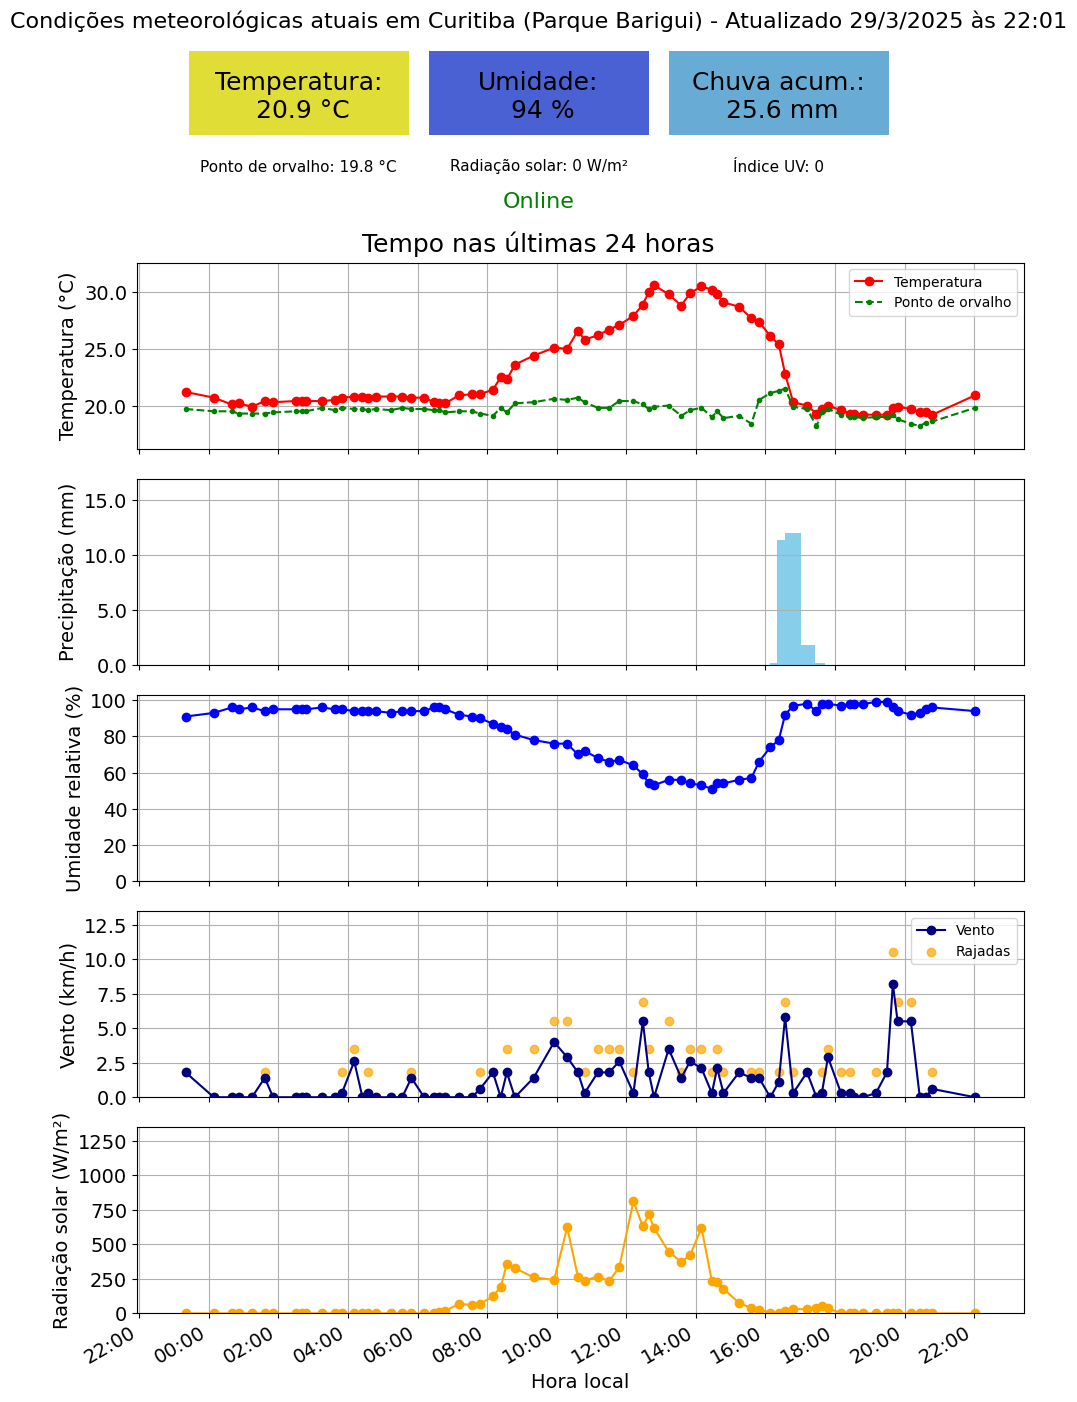 Condições meteorológicas atuais em Curitiba (Parque Barigui) - Atualizado 29/3/2025 às 22:01
Temperatura:
20.9 °C
Umidade:
94 %
Chuva acum.:
25.6 mm
Ponto de orvalho: 19.8 °C
Radiação solar: 0 W/m²
Índice UV: 0
Online
Tempo nas últimas 24 horas
Temperatura (°C)
30.0
25.0
20.0
Temperatura
Ponto de orvalho
Precipitação (mm)
15.0
10.0
5.0
0.0
Umidade relativa (%)
100
80
60
40
20
0
Vento (km/h)
12.5
10.0
7.5
5.0
2.5
0.0
Vento
Rajadas
Radiação solar (W/m²)
1250
1000
750
500
250
0
22:00
00:00
02:00
04:00
06:00
08:00
10:00
12:00
14:00
16:00
18:00
20:00
22:00
Hora local